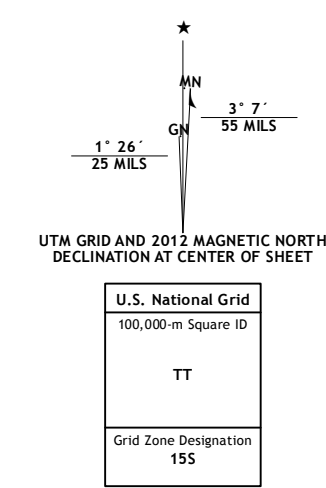 ★
MN
3° 7´
55 MILS
GN
1° 26´
25 MILS
UTM GRID AND 2012 MAGNETIC NORTH
DECLINATION AT CENTER OF SHEET
U.S. National Grid
100,000-m Square ID
TT
Grid Zone Designation
15S